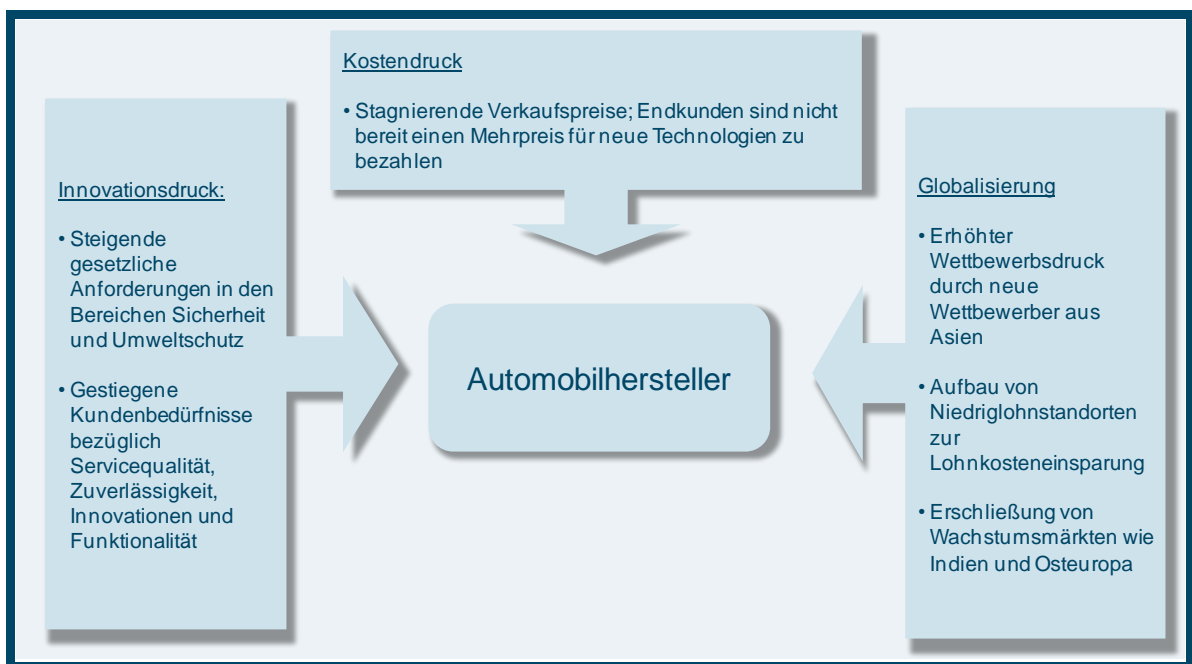 Kostendruck
• Stagnierende Verkaufspreise; Endkunden sind nicht
bereit einen Mehrpreis für neue Technologien zu
bezahlen
Innovationsdruck:
• Steigende
gesetzliche
Anforderungen in den
Bereichen Sicherheit
und Umweltschutz
• Gestiegene
Kundenbedürfnisse
bezüglich
Servicequalität,
Zuverlässigkeit,
Innovationen und
Funktionalität
Automobilhersteller
Globalisierung
• Erhöhter
Wettbewerbsdruck
durch neue
Wettbewerber aus
Asien
• Aufbau von
Niedriglohnstandorten
zur
Lohnkosteneinsparung
• Erschließung von
Wachstumsmärkten wie
Indien und Osteuropa